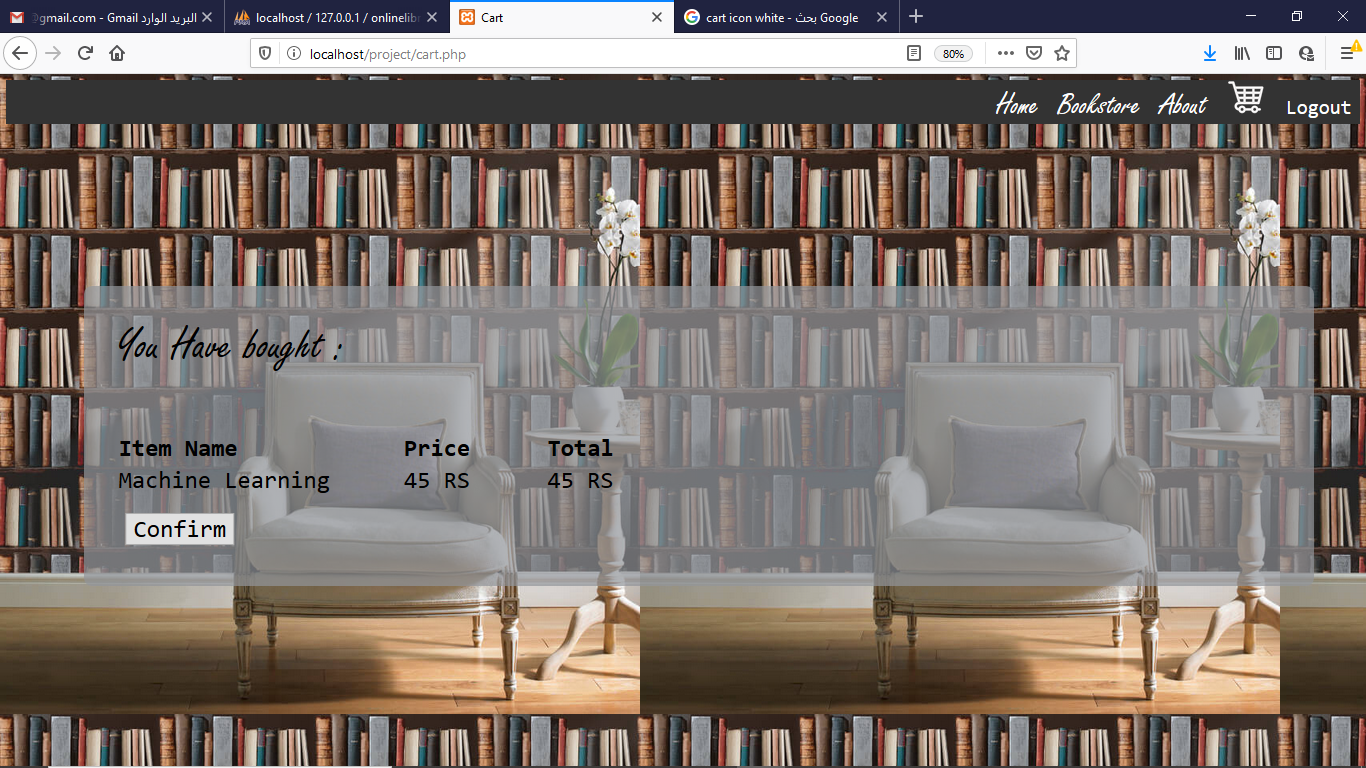 @gmail.com - Gmail البريد الوارد
localhost / 127.0.0.1 / onlinelibr
Cart
cart icon white - بحث Google
localhost/project/cart.php
80%
Home Bookstore About Logout
You Have bought :
Item Name Price Total
Machine Learning 45 RS 45 RS
Confirm